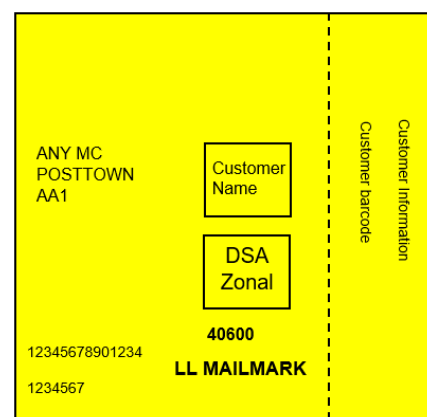 ANY MC
POSTTOWN
AA1
Customer
Name
DSA
Zonal
40600
LL MAILMARK
12345678901234
1234567
Customer Information
Customer barcode